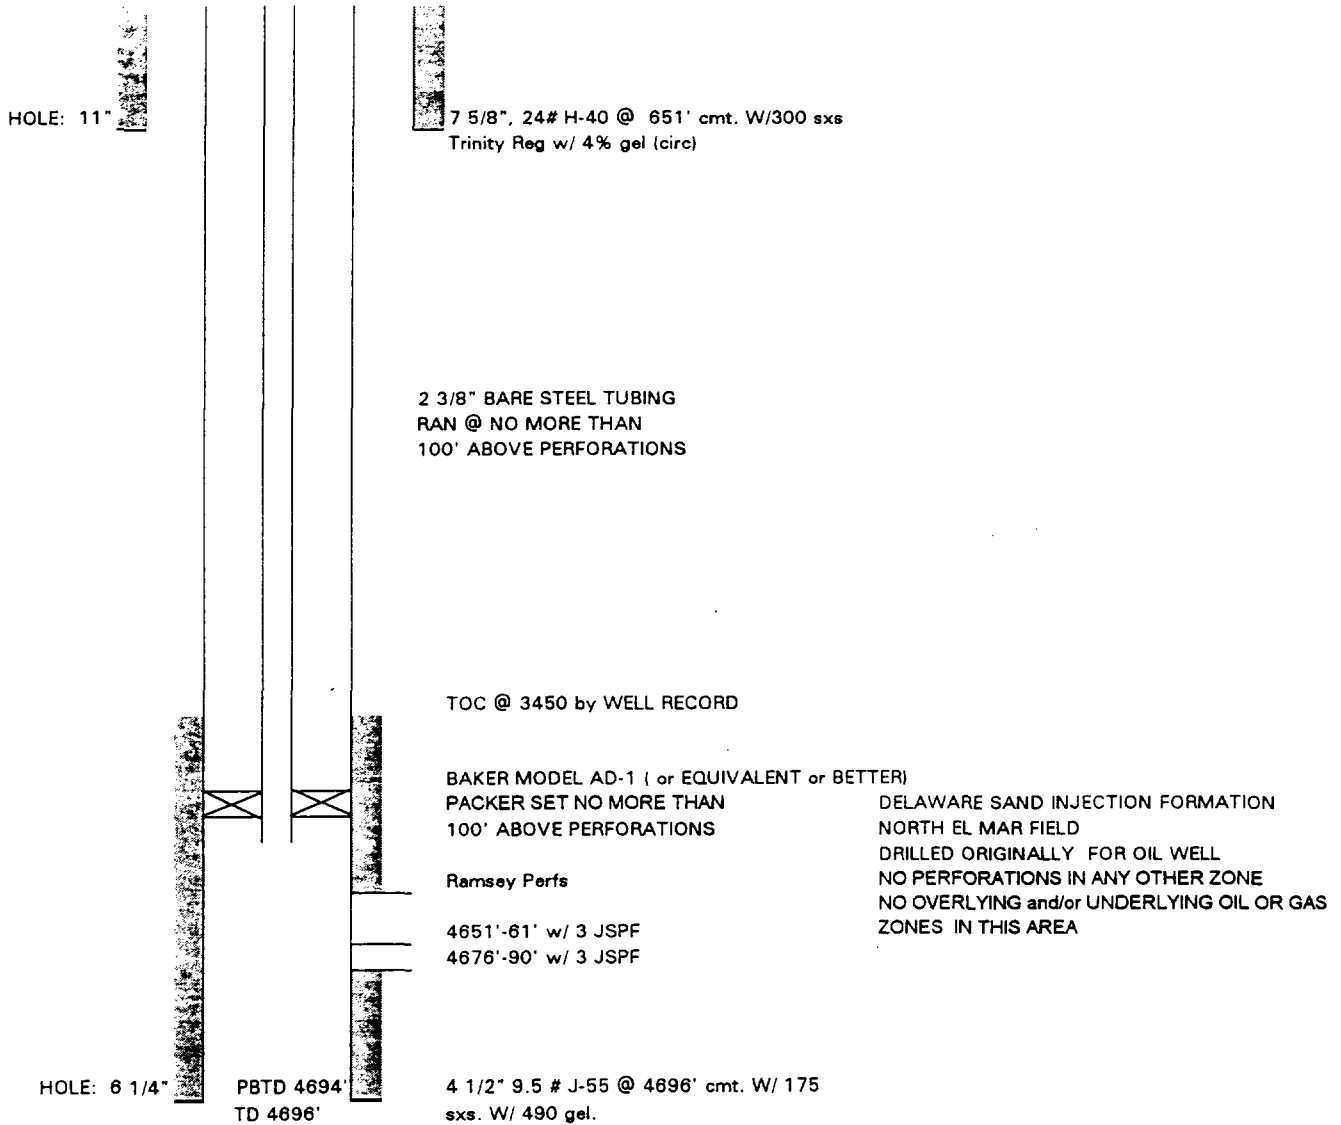 HOLE: 11"
7 5/8", 24# H-40 @ 651' cmt. W/300 sxs
Trinity Reg w/ 4% gel (circ)
2 3/8" BARE STEEL TUBING
RAN @ NO MORE THAN
100' ABOVE PERFORATIONS
TOC @ 3450 by WELL RECORD
BAKER MODEL AD-1 ( or EQUIVALENT or BETTER)
PACKER SET NO MORE THAN
100' ABOVE PERFORATIONS
DELAWARE SAND INJECTION FORMATION
NORTH EL MAR FIELD
DRILLED ORIGINALLY FOR OIL WELL
NO PERFORATIONS IN ANY OTHER ZONE
NO OVERLYING and/or UNDERLYING OIL OR GAS
ZONES IN THIS AREA
Ramsey Perfs
4651'-61' w/ 3 JSPF
4676'-90' w/ 3 JSPF
HOLE: 6 1/4"
PBTD 4694'
TD 4696'
4 1/2" 9.5 # J-55 @ 4696' cmt. W/ 175
sxs. W/ 490 gel.